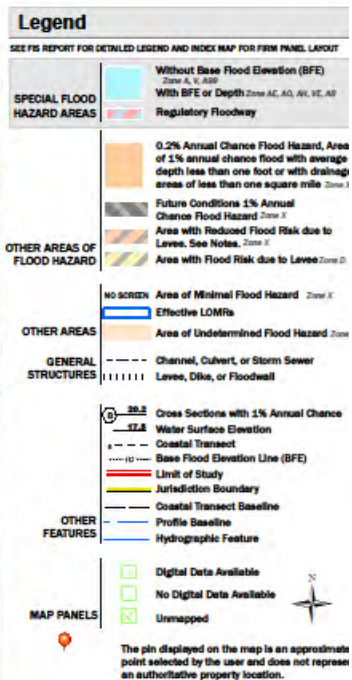 Legend
SEE FIS REPORT FOR DETAILED LEGEND AND INDEX MAP FOR FIRM PANEL LAYOUT
SPECIAL FLOOD
HAZARD AREAS
Without Base Flood Elevation (BFE)
Zone A, V, A99
With BFE or Depth Zone AE, AO, AH, VE, AR
Regulatory Floodway
OTHER AREAS OF
FLOOD HAZARD
0.2% Annual Chance Flood Hazard, Area
of 1% annual chance flood with average
depth less than one foot or with drainage
areas of less than one square mile Zone X
Future Conditions 1% Annual
Chance Flood Hazard Zone X
Area with Reduced Flood Risk due to
Levee. See Notes. Zone X
Area with Flood Risk due to Levee Zone D
OTHER AREAS
NO SCREEN Area of Minimal Flood Hazard Zone X
Effective LOMRs
Area of Undetermined Flood Hazard Zone
GENERAL
STRUCTURES
Channel, Culvert, or Storm Sewer
Levee, Dike, or Floodwall
OTHER
FEATURES
B 20.2 Cross Sections with 1% Annual Chance
17.5 Water Surface Elevation
8 Coastal Transect
Base Flood Elevation Line (BFE)
Limit of Study
Jurisdiction Boundary
Coastal Transect Baseline
Profile Baseline
Hydrographic Feature
MAP PANELS
Digital Data Available
No Digital Data Available
Unmapped
N
The pin displayed on the map is an approximate
point selected by the user and does not represen
an authoritative property location.